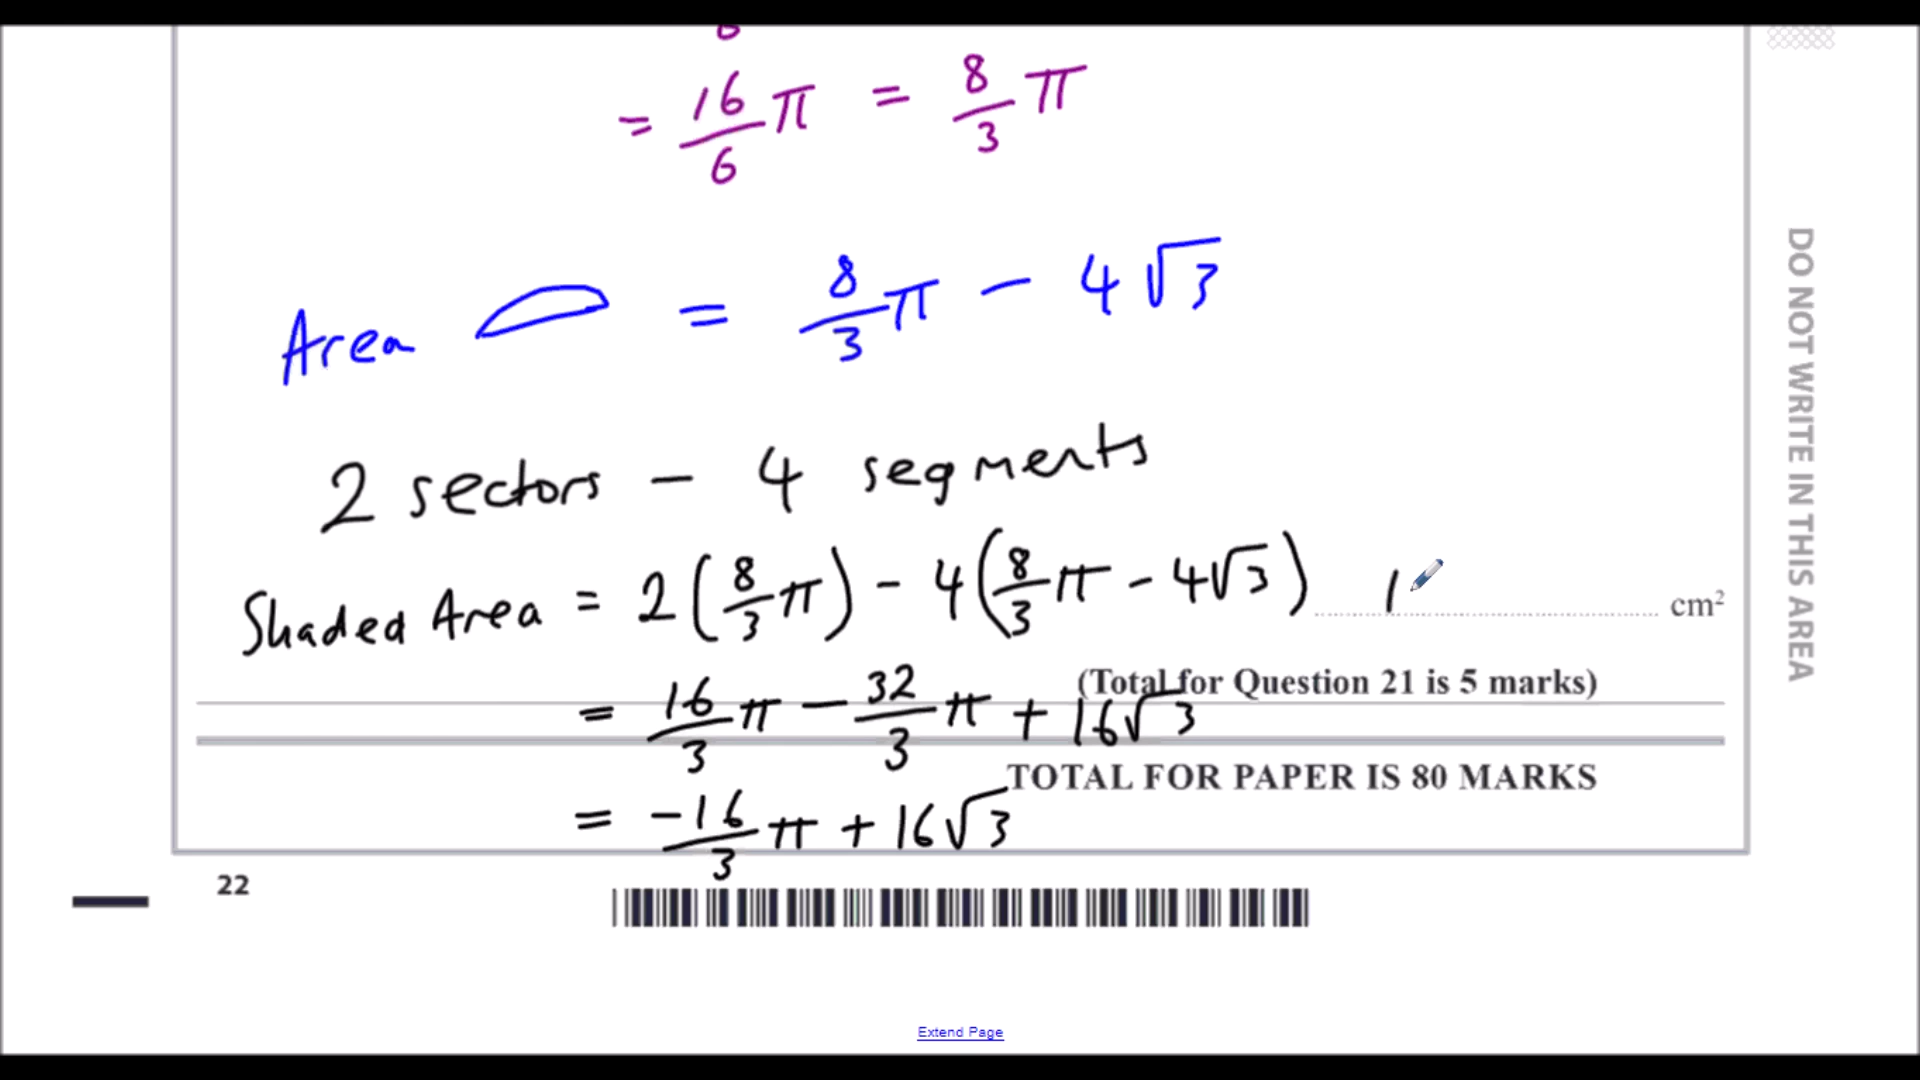 = 16/6 π = 8/3 π
Area = 8/3 π − 4√3
2 sectors − 4 segments
Shaded Area = 2(8/3 π) − 4(8/3 π − 4√3) 1 cm²
(Total for Question 21 is 5 marks)
= 16/3 π − 32/3 π + 16√3
TOTAL FOR PAPER IS 80 MARKS
= −16/3 π + 16√3
22
Extend Page
DO NOT WRITE IN THIS AREA